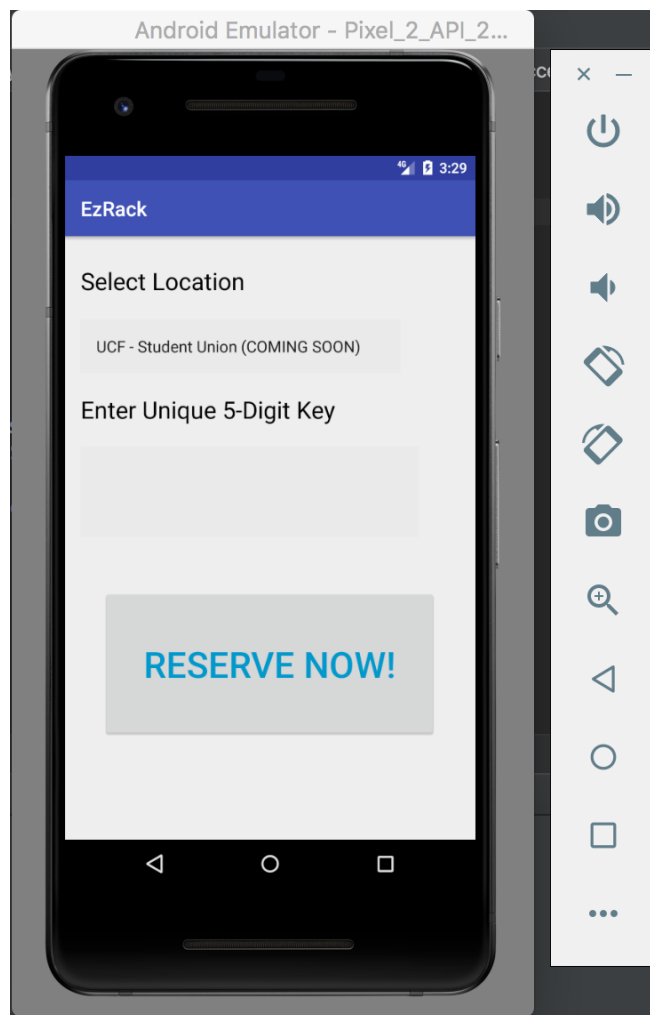 Android Emulator - Pixel_2_API_2...
4G 3:29
EzRack
Select Location
UCF - Student Union (COMING SOON)
Enter Unique 5-Digit Key
RESERVE NOW!